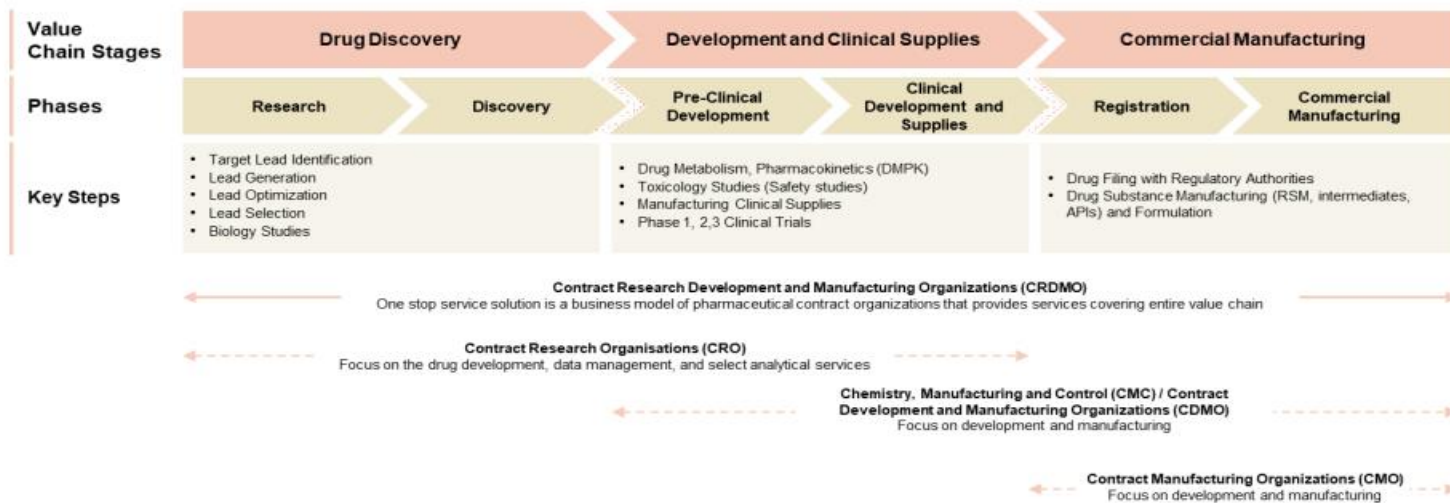 Value
Chain Stages
Drug Discovery
Development and Clinical Supplies
Commercial Manufacturing
Phases
Research
Discovery
Pre-Clinical
Development
Clinical
Development and
Supplies
Registration
Commercial
Manufacturing
Key Steps
• Target Lead Identification
• Lead Generation
• Lead Optimization
• Lead Selection
• Biology Studies
• Drug Metabolism, Pharmacokinetics (DMPK)
• Toxicology Studies (Safety studies)
• Manufacturing Clinical Supplies
• Phase 1, 2,3 Clinical Trials
• Drug Filing with Regulatory Authorities
• Drug Substance Manufacturing (RSM, intermediates,
APIs) and Formulation
Contract Research Development and Manufacturing Organizations (CRDMO)
One stop service solution is a business model of pharmaceutical contract organizations that provides services covering entire value chain
Contract Research Organisations (CRO)
Focus on the drug development, data management, and select analytical services
Chemistry, Manufacturing and Control (CMC) / Contract
Development and Manufacturing Organizations (CDMO)
Focus on development and manufacturing
Contract Manufacturing Organizations (CMO)
Focus on development and manufacturing